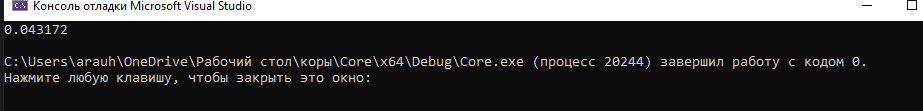 Консоль отладки Microsoft Visual Studio
0.043172
C:\Users\arauh\OneDrive\Рабочий стол\коры\Core\x64\Debug\Core.exe (процесс 20244) завершил работу с кодом 0.
Нажмите любую клавишу, чтобы закрыть это окно: